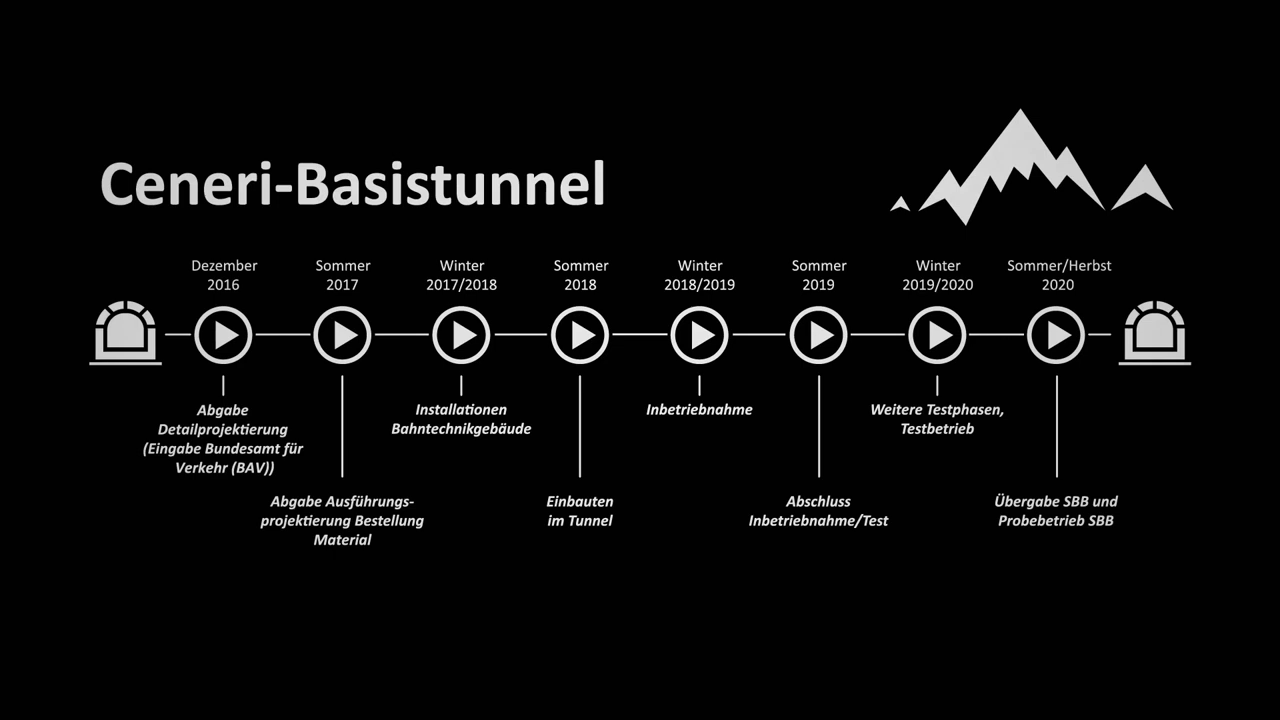 Ceneri-Basistunnel
Dezember
2016
Sommer
2017
Winter
2017/2018
Sommer
2018
Winter
2018/2019
Sommer
2019
Winter
2019/2020
Sommer/Herbst
2020
Abgabe
Detailprojektierung
(Eingabe Bundesamt für
Verkehr (BAV))
Abgabe Ausführungs-
projektierung Bestellung
Material
Installationen
Bahntechnikgebäude
Einbauten
im Tunnel
Inbetriebnahme
Abschluss
Inbetriebnahme/Test
Weitere Testphasen,
Testbetrieb
Übergabe SBB und
Probebetrieb SBB